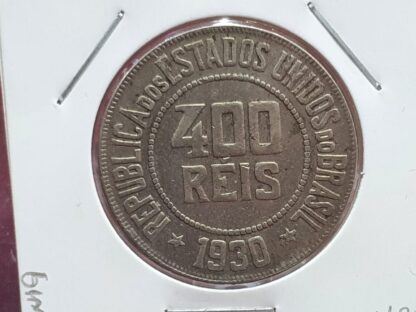 REPUBLICA DOS ESTADOS UNIDOS DO BRASIL
400
RÉIS
1930